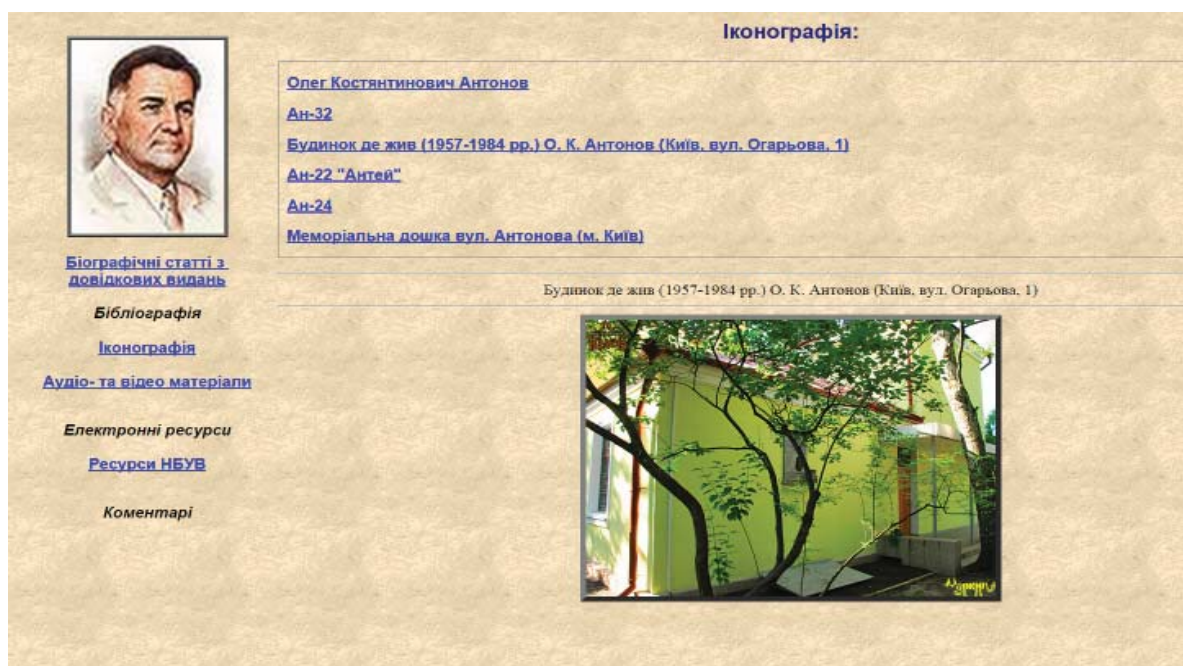 Іконографія:
Олег Костянтинович Антонов
Ан-32
Будинок де жив (1957-1984 рр.) О. К. Антонов (Київ, вул. Огарьова, 1)
Ан-22 "Антей"
Ан-24
Меморіальна дошка вул. Антонова (м. Київ)
Біографічні статті з
довідкових видань
Бібліографія
Іконографія
Аудіо- та відео матеріали
Електронні ресурси
Ресурси НБУВ
Коментарі
Будинок де жив (1957-1984 рр.) О. К. Антонов (Київ, вул. Огарьова, 1)